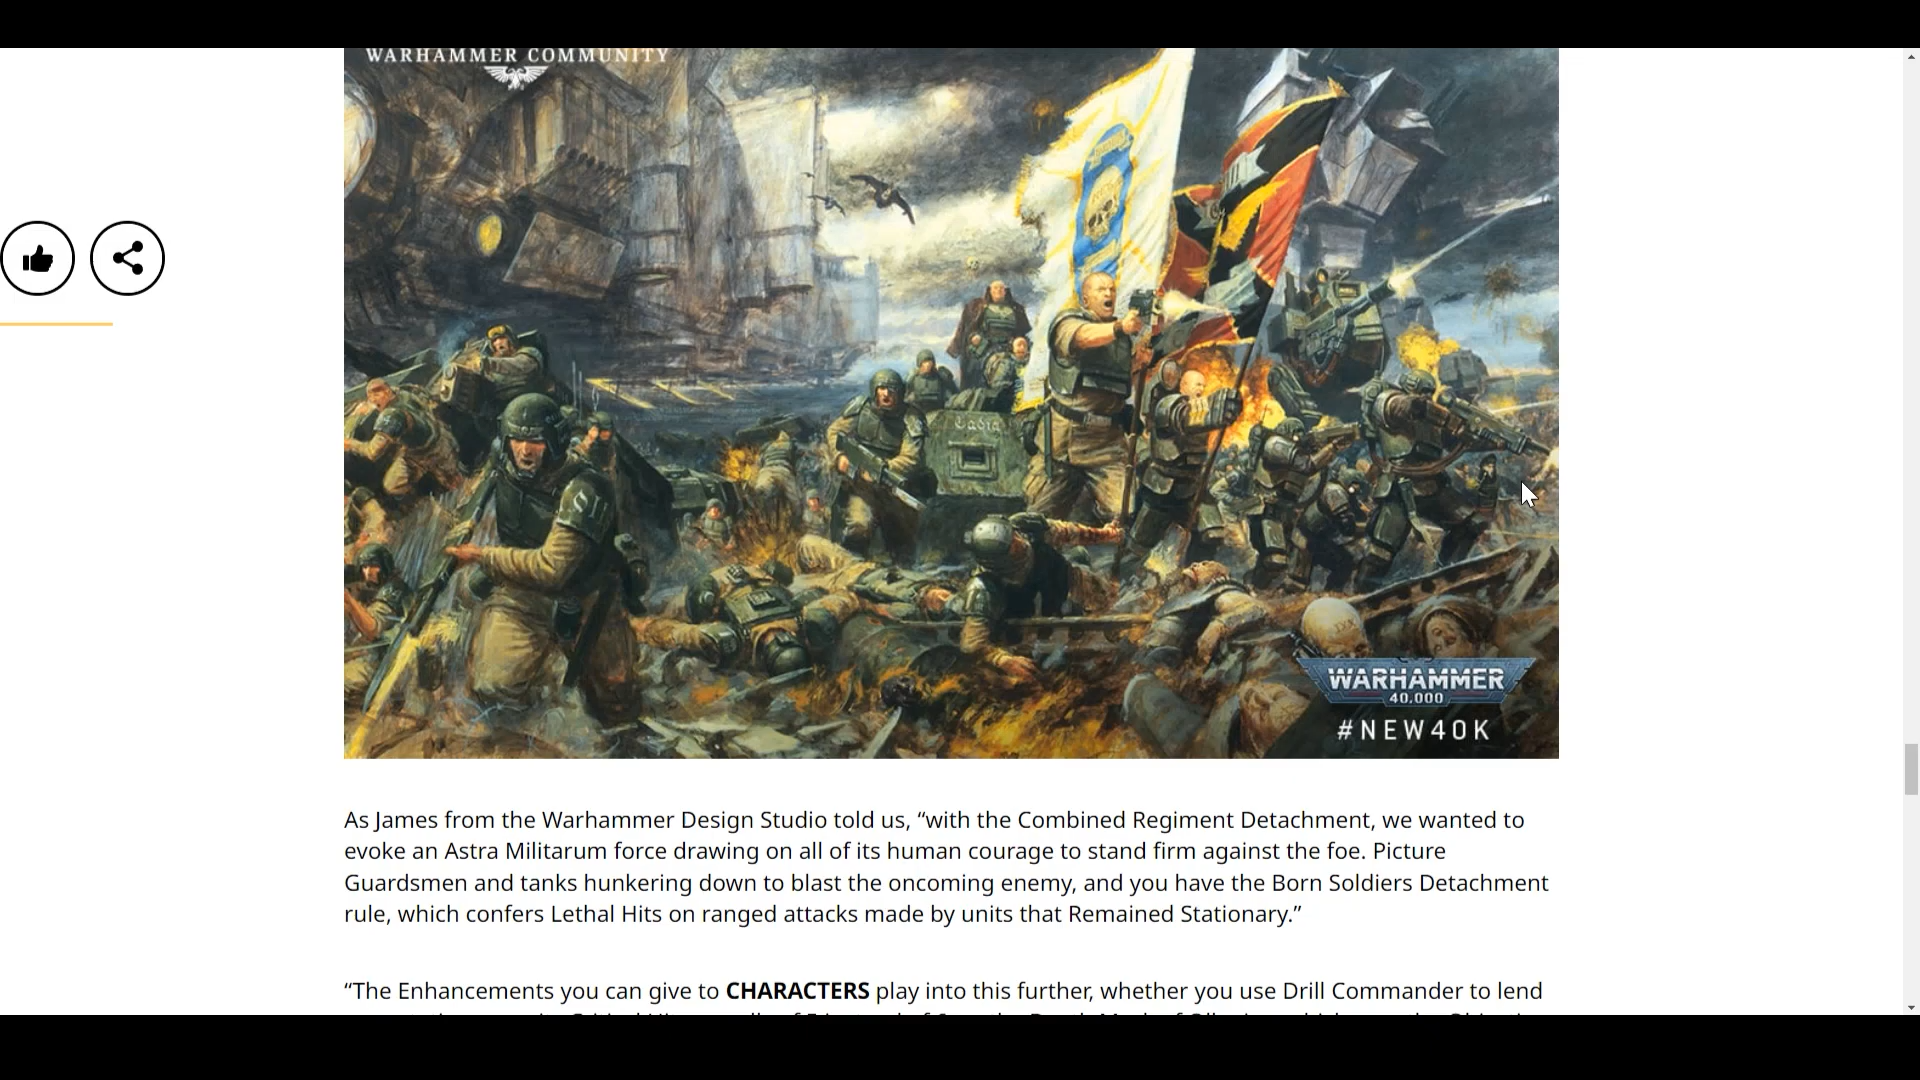 WARHAMMER COMMUNITY
Cadia
WARHAMMER
40,000
#NEW40K
As James from the Warhammer Design Studio told us, “with the Combined Regiment Detachment, we wanted to
evoke an Astra Militarum force drawing on all of its human courage to stand firm against the foe. Picture
Guardsmen and tanks hunkering down to blast the oncoming enemy, and you have the Born Soldiers Detachment
rule, which confers Lethal Hits on ranged attacks made by units that Remained Stationary.”
“The Enhancements you can give to CHARACTERS play into this further, whether you use Drill Commander to lend